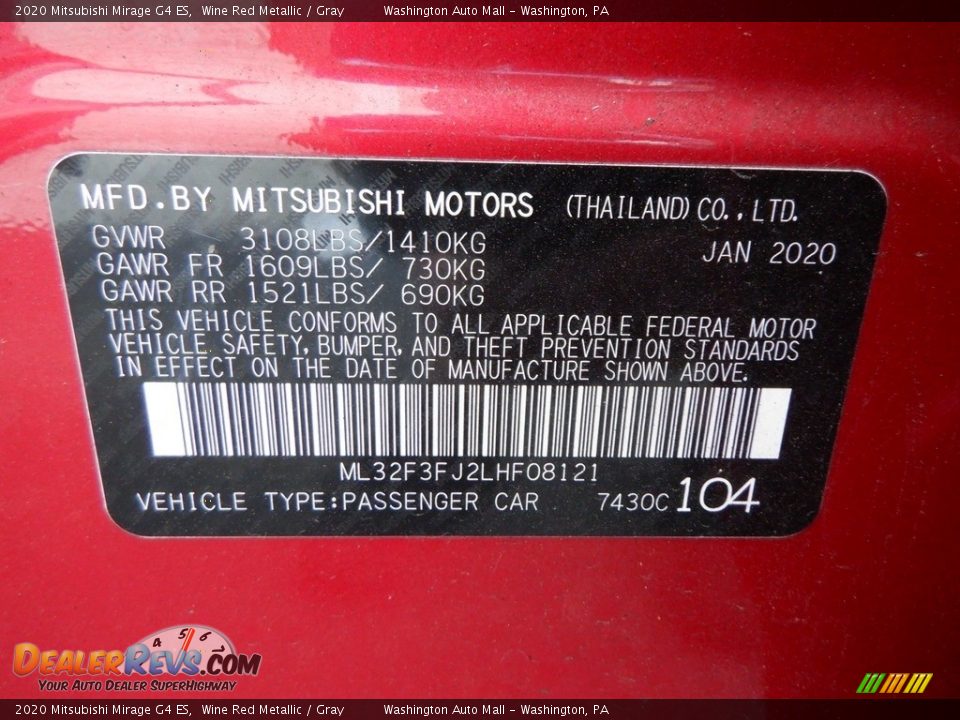 2020 Mitsubishi Mirage G4 ES, Wine Red Metallic / Gray Washington Auto Mall - Washington, PA
MFD.BY MITSUBISHI MOTORS (THAILAND) CO., LTD.
GVWR 3108LBS/1410KG JAN 2020
GAWR FR 1609LBS/ 730KG
GAWR RR 1521LBS/ 690KG
THIS VEHICLE CONFORMS TO ALL APPLICABLE FEDERAL MOTOR
VEHICLE SAFETY, BUMPER, AND THEFT PREVENTION STANDARDS
IN EFFECT ON THE DATE OF MANUFACTURE SHOWN ABOVE.
ML32F3FJ2LHF08121
VEHICLE TYPE:PASSENGER CAR 7430C 104
4 5 6
DEALERREVS.COM
YOUR AUTO DEALER SUPERHIGHWAY
2020 Mitsubishi Mirage G4 ES, Wine Red Metallic / Gray Washington Auto Mall - Washington, PA